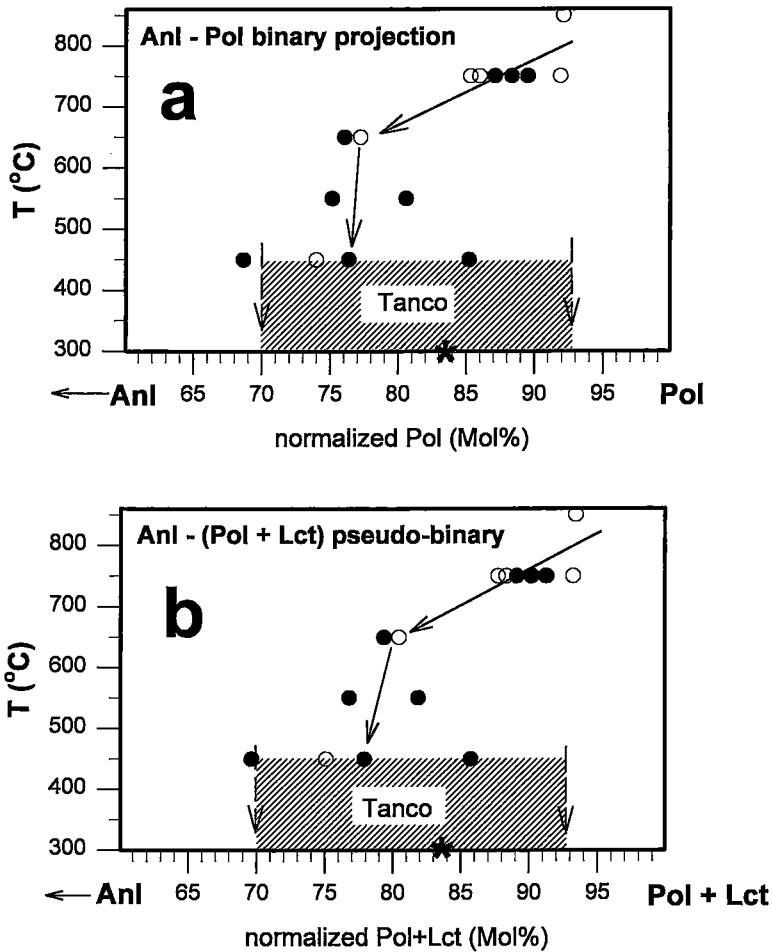 Anl - Pol binary projection
a
T (°C)
800
700
600
500
400
300
Tanco
*
Anl 65 70 75 80 85 90 95 Pol
normalized Pol (Mol%)
Anl - (Pol + Lct) pseudo-binary
b
T (°C)
800
700
600
500
400
300
Tanco
*
Anl 65 70 75 80 85 90 95 Pol + Lct
normalized Pol+Lct (Mol%)